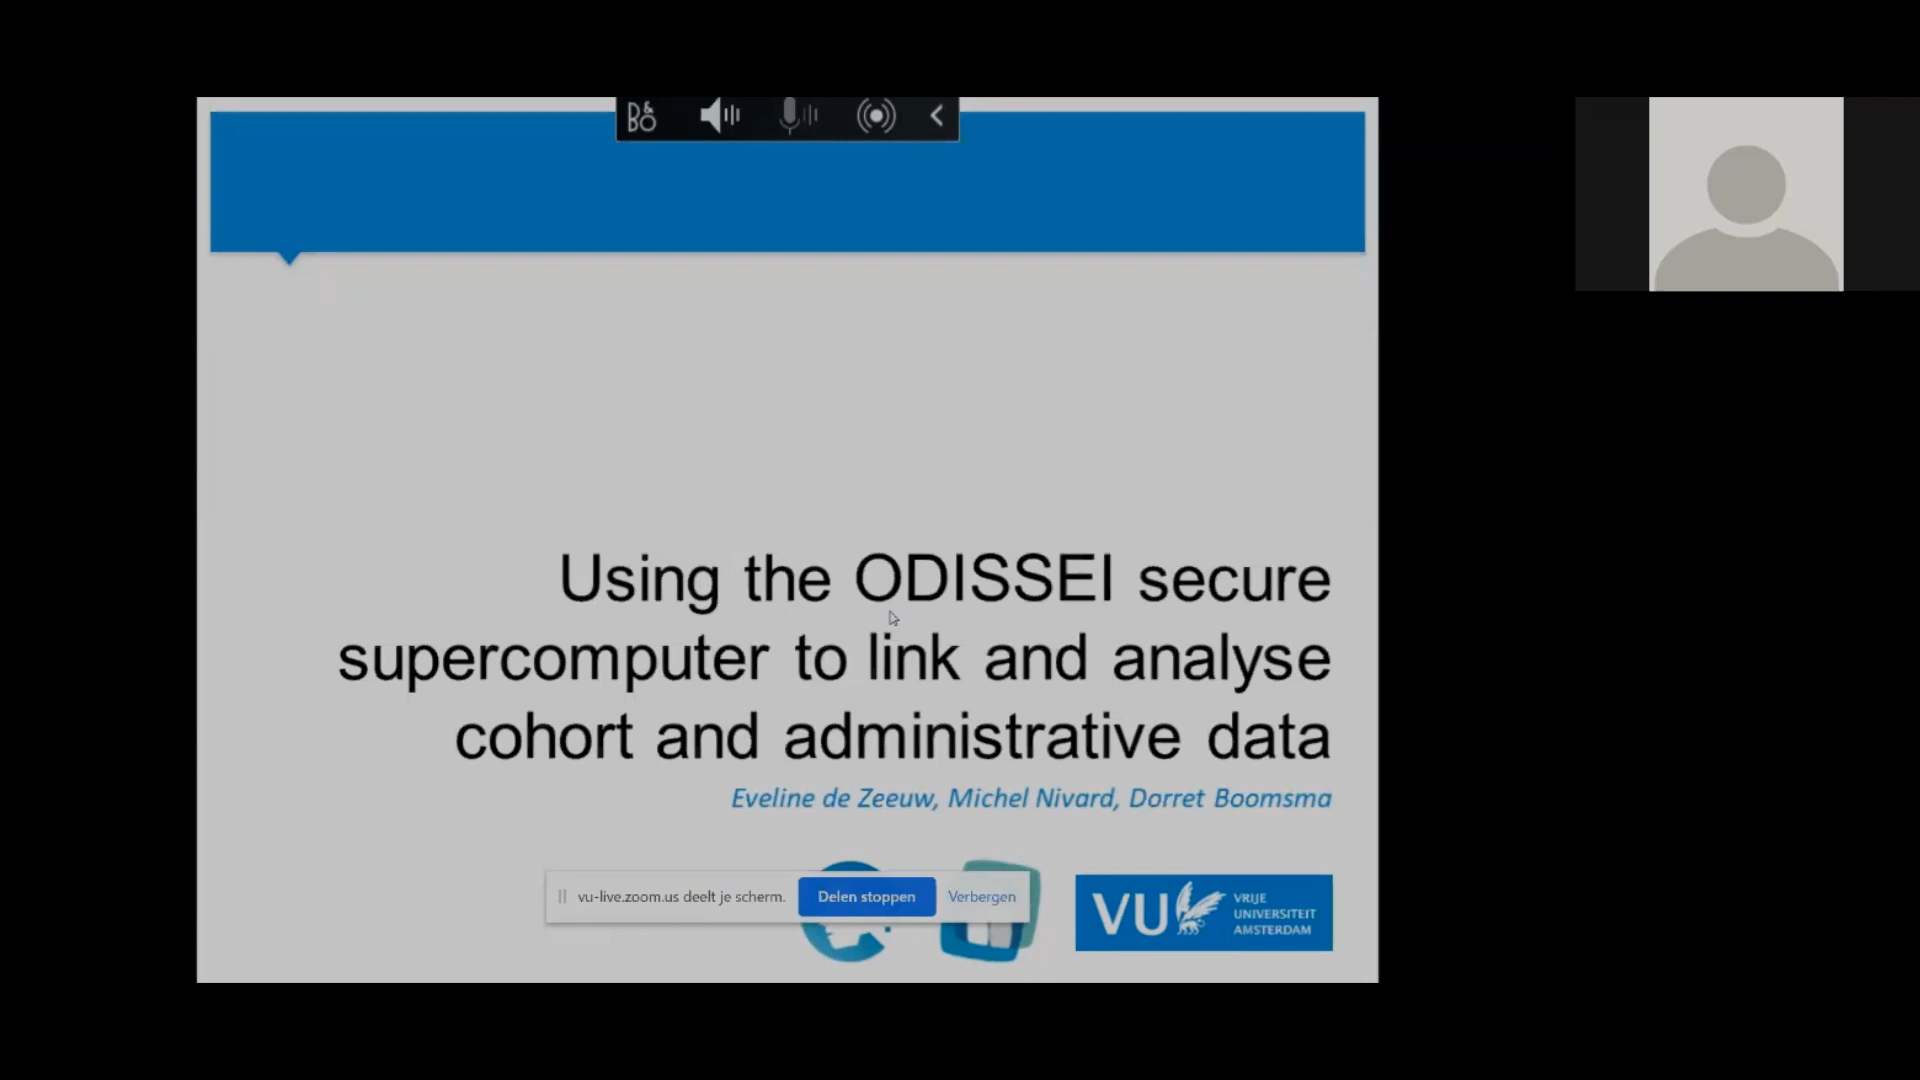 B&O
Using the ODISSEI secure
supercomputer to link and analyse
cohort and administrative data
Eveline de Zeeuw, Michel Nivard, Dorret Boomsma
vu-live.zoom.us deelt je scherm. Delen stoppen Verbergen
VU VRIJE
UNIVERSITEIT
AMSTERDAM